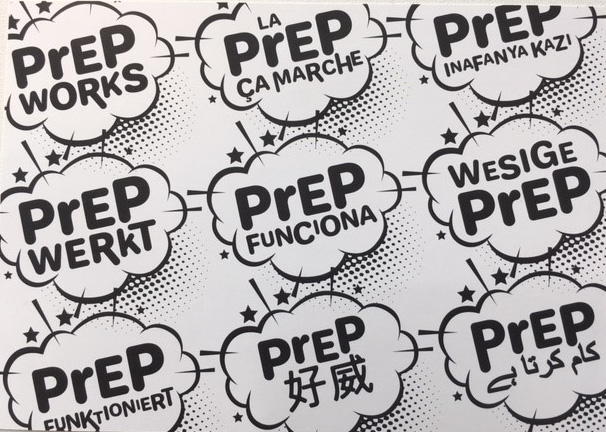 PrEP
WORKS
LA
PrEP
ÇA MARCHE
PrEP
INAFANYA KAZI
PrEP
WERKT
PrEP
FUNCIONA
WESIGE
PrEP
PrEP
FUNKTIONIERT
PrEP
好威
PrEP
کام کرتا ہے